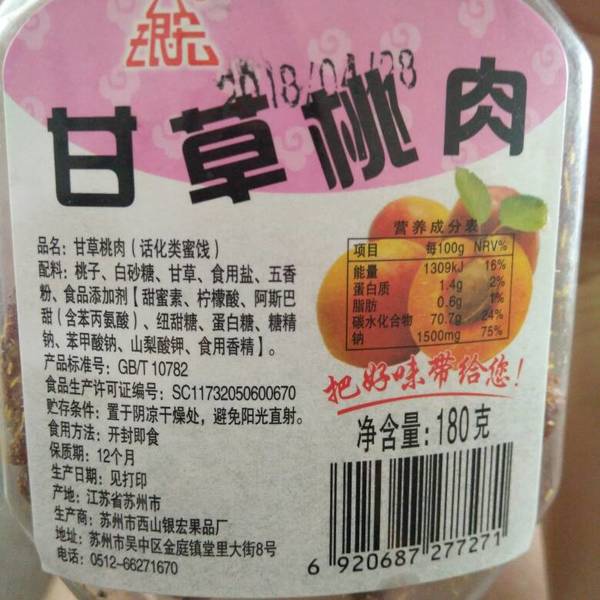 银宏
2018/04/28
甘草桃肉
品名：甘草桃肉（话化类蜜饯）
配料：桃子、白砂糖、甘草、食用盐、五香
粉、食品添加剂【甜蜜素、柠檬酸、阿斯巴
甜（含苯丙氨酸）、纽甜糖、蛋白糖、糖精
钠、苯甲酸钠、山梨酸钾、食用香精】。
产品标准号：GB/T 10782
食品生产许可证编号：SC11732050600670
贮存条件：置于阴凉干燥处，避免阳光直射。
食用方法：开封即食
保质期：12个月
生产日期：见打印
产地：江苏省苏州市
生产商：苏州市西山银宏果品厂
地址：苏州市吴中区金庭镇堂里大街8号
电话：0512-66271670
营养成分表
项目 每100g NRV%
能量 1309kJ 16%
蛋白质 1.4g 2%
脂肪 0.6g 1%
碳水化合物 70.7g 24%
钠 1500mg 75%
把好味带给您！
净含量：180克
6 920687 277271